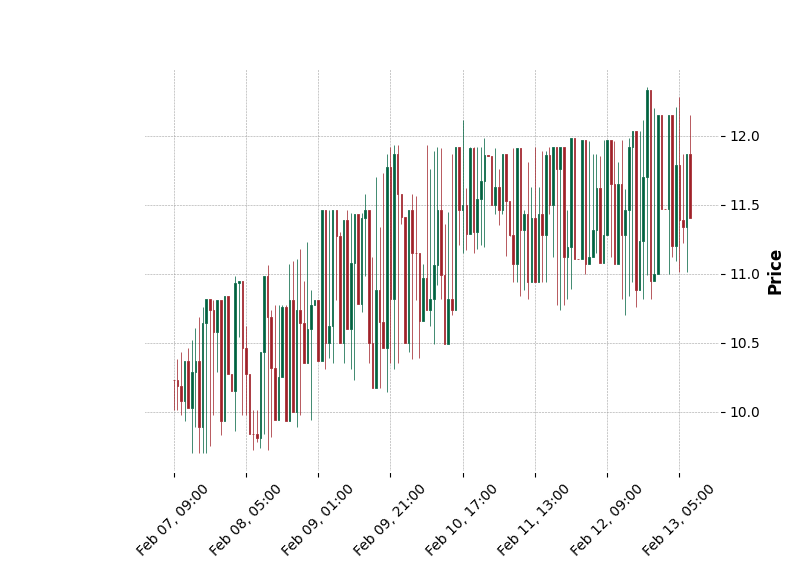 12.0
11.5
11.0
10.5
10.0
Price
Feb 07, 09:00
Feb 08, 05:00
Feb 09, 01:00
Feb 09, 21:00
Feb 10, 17:00
Feb 11, 13:00
Feb 12, 09:00
Feb 13, 05:00